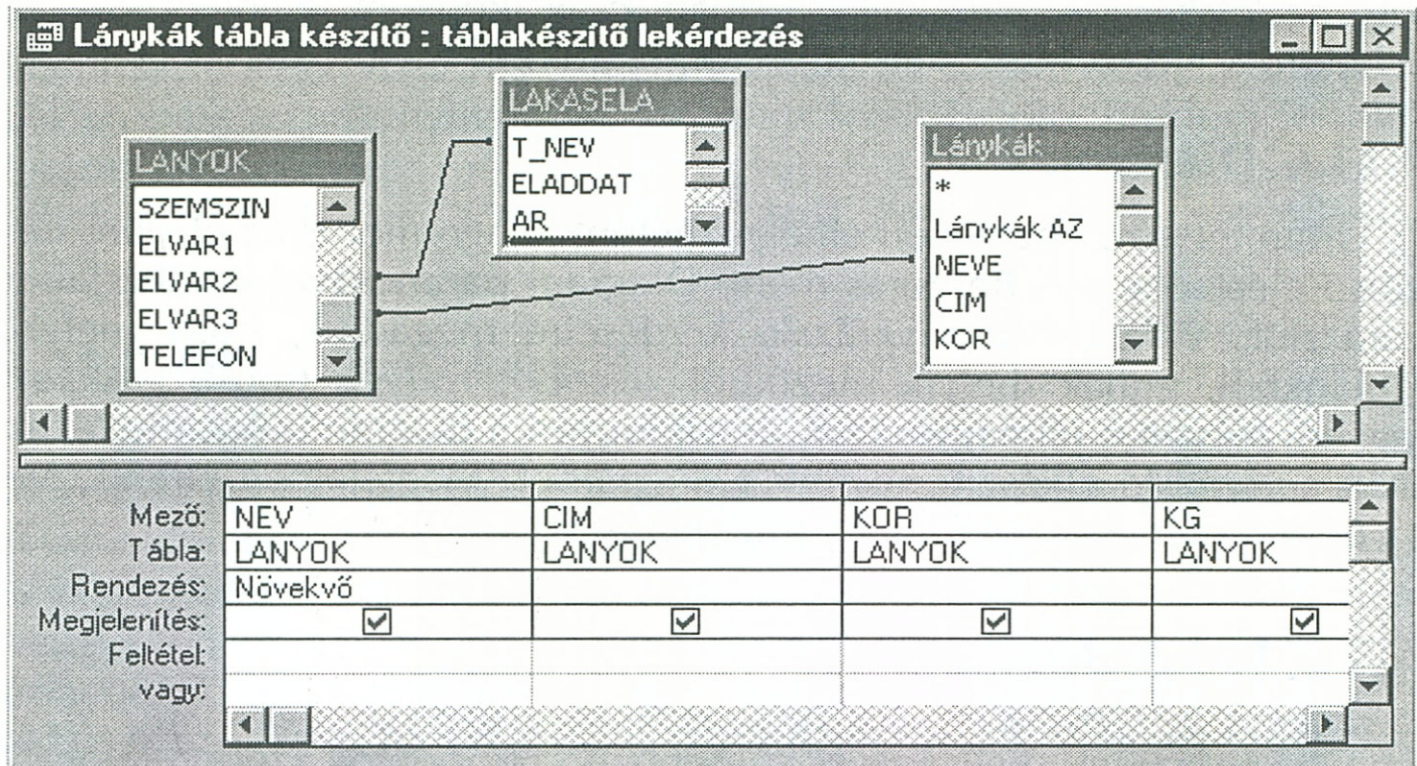 Lánykák tábla készítő : táblakészítő lekérdezés
LANYOK
SZEMSZIN
ELVAR1
ELVAR2
ELVAR3
TELEFON
LAKASELA
T_NEV
ELADDAT
AR
Lánykák
*
Lánykák AZ
NEVE
CIM
KOR
Mező: NEV CIM KOR KG
Tábla: LANYOK LANYOK LANYOK LANYOK
Rendezés: Növekvő
Megjelenítés:
Feltétel:
vagy: